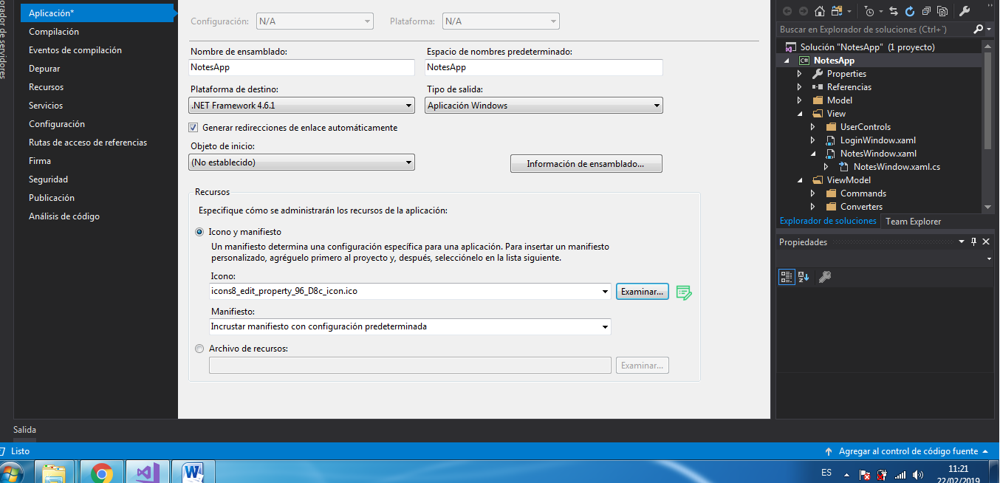 orador de servidores
Aplicación*
Compilación
Eventos de compilación
Depurar
Recursos
Servicios
Configuración
Rutas de acceso de referencias
Firma
Seguridad
Publicación
Análisis de código
Configuración: N/A Plataforma: N/A
Nombre de ensamblado: Espacio de nombres predeterminado:
NotesApp NotesApp
Plataforma de destino: Tipo de salida:
.NET Framework 4.6.1 Aplicación Windows
Generar redirecciones de enlace automáticamente
Objeto de inicio:
(No establecido) Información de ensamblado...
Recursos
Especifique cómo se administrarán los recursos de la aplicación:
Icono y manifiesto
Un manifiesto determina una configuración específica para una aplicación. Para insertar un manifiesto
personalizado, agréguelo primero al proyecto y, después, selecciónelo en la lista siguiente.
Icono:
icons8_edit_property_96_D8c_icon.ico Examinar...
Manifiesto:
Incrustar manifiesto con configuración predeterminada
Archivo de recursos:
Examinar...
Buscar en Explorador de soluciones (Ctrl+`)
Solución "NotesApp" (1 proyecto)
C# NotesApp
Properties
Referencias
Model
View
UserControls
LoginWindow.xaml
NotesWindow.xaml
NotesWindow.xaml.cs
ViewModel
Commands
Converters
Explorador de soluciones Team Explorer
Propiedades
Salida
Listo Agregar al control de código fuente
ES 11:21
22/02/2019